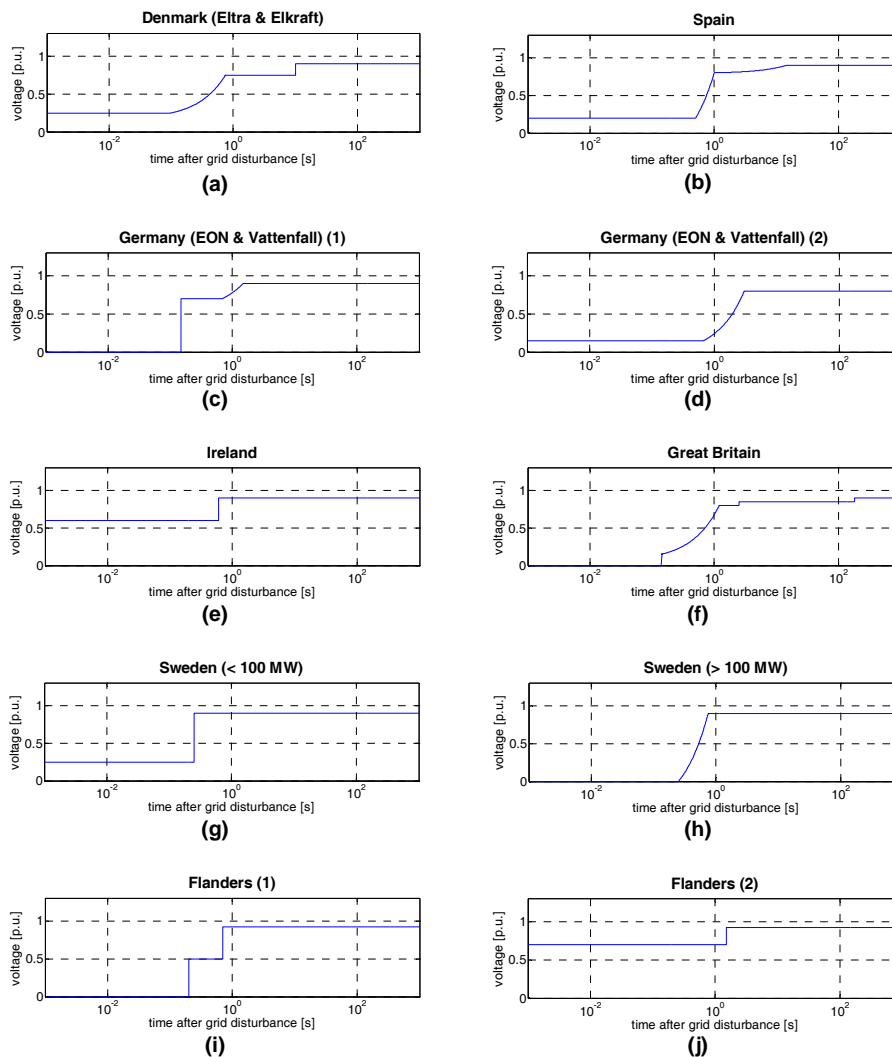 Denmark (Eltra & Elkraft)
voltage [p.u.]
1
0.5
0
10^-2
10^0
10^2
time after grid disturbance [s]
(a)
Spain
voltage [p.u.]
1
0.5
0
10^-2
10^0
10^2
time after grid disturbance [s]
(b)
Germany (EON & Vattenfall) (1)
voltage [p.u.]
1
0.5
0
10^-2
10^0
10^2
time after grid disturbance [s]
(c)
Germany (EON & Vattenfall) (2)
voltage [p.u.]
1
0.5
0
10^-2
10^0
10^2
time after grid disturbance [s]
(d)
Ireland
voltage [p.u.]
1
0.5
0
10^-2
10^0
10^2
time after grid disturbance [s]
(e)
Great Britain
voltage [p.u.]
1
0.5
0
10^-2
10^0
10^2
time after grid disturbance [s]
(f)
Sweden (< 100 MW)
voltage [p.u.]
1
0.5
0
10^-2
10^0
10^2
time after grid disturbance [s]
(g)
Sweden (> 100 MW)
voltage [p.u.]
1
0.5
0
10^-2
10^0
10^2
time after grid disturbance [s]
(h)
Flanders (1)
voltage [p.u.]
1
0.5
0
10^-2
10^0
10^2
time after grid disturbance [s]
(i)
Flanders (2)
voltage [p.u.]
1
0.5
0
10^-2
10^0
10^2
time after grid disturbance [s]
(j)